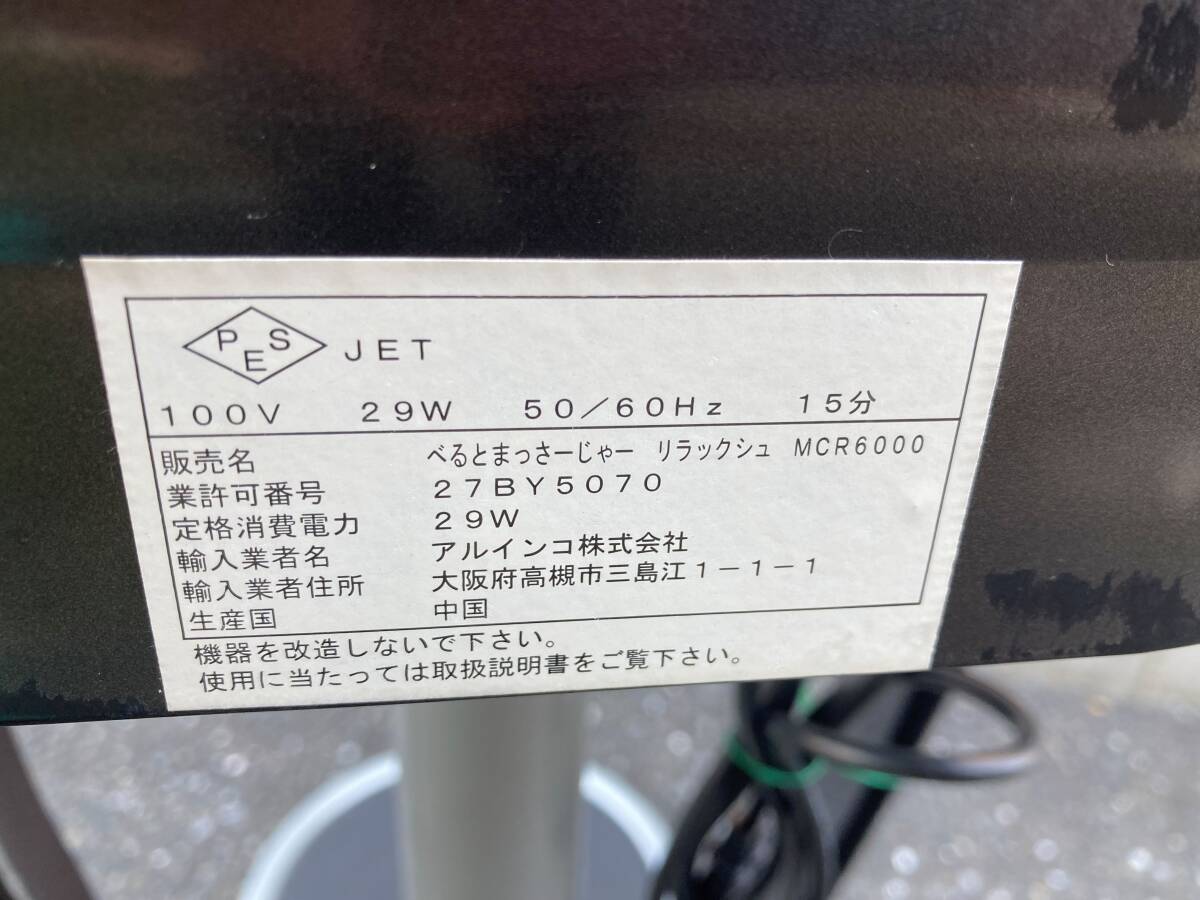 PES JET
100V 29W 50/60Hz 15分
販売名 べるとまっさーじゃー リラックシュ MCR6000
業許可番号 27BY5070
定格消費電力 29W
輸入業者名 アルインコ株式会社
輸入業者住所 大阪府高槻市三島江1-1-1
生産国 中国
機器を改造しないで下さい。
使用に当たっては取扱説明書をご覧下さい。